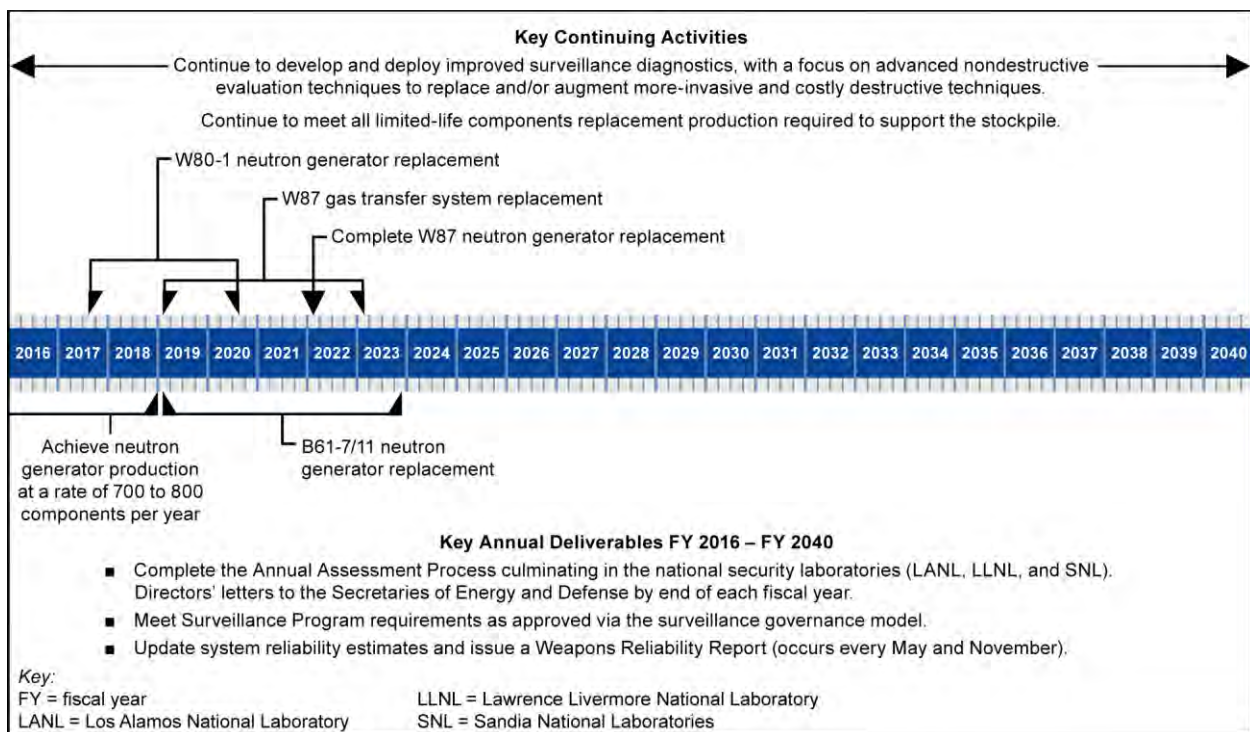 Key Continuing Activities
Continue to develop and deploy improved surveillance diagnostics, with a focus on advanced nondestructive
evaluation techniques to replace and/or augment more-invasive and costly destructive techniques.
Continue to meet all limited-life components replacement production required to support the stockpile.
W80-1 neutron generator replacement
W87 gas transfer system replacement
Complete W87 neutron generator replacement
2016 2017 2018 2019 2020 2021 2022 2023 2024 2025 2026 2027 2028 2029 2030 2031 2032 2033 2034 2035 2036 2037 2038 2039 2040
Achieve neutron
generator production
at a rate of 700 to 800
components per year
B61-7/11 neutron
generator replacement
Key Annual Deliverables FY 2016 – FY 2040
■ Complete the Annual Assessment Process culminating in the national security laboratories (LANL, LLNL, and SNL).
Directors' letters to the Secretaries of Energy and Defense by end of each fiscal year.
■ Meet Surveillance Program requirements as approved via the surveillance governance model.
■ Update system reliability estimates and issue a Weapons Reliability Report (occurs every May and November).
Key:
FY = fiscal year
LANL = Los Alamos National Laboratory
LLNL = Lawrence Livermore National Laboratory
SNL = Sandia National Laboratories